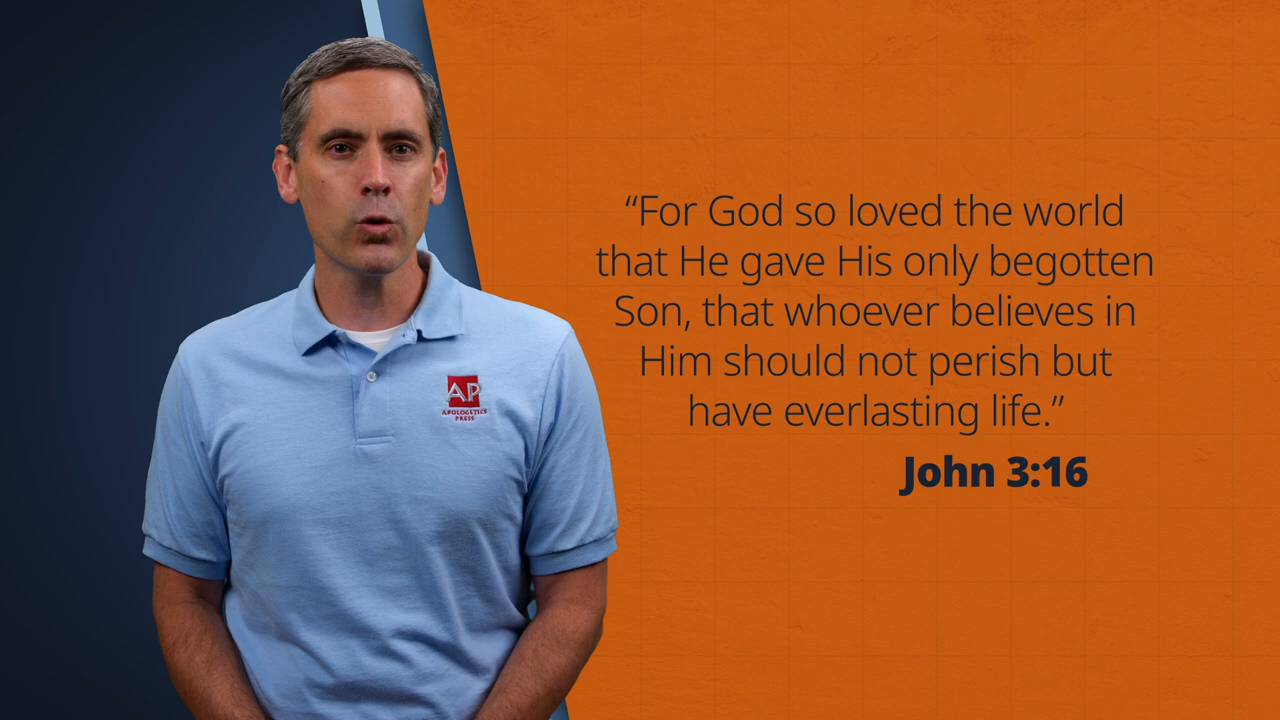 “For God so loved the world
that He gave His only begotten
Son, that whoever believes in
Him should not perish but
have everlasting life.”
John 3:16
AP
APOLOGETICS
PRESS